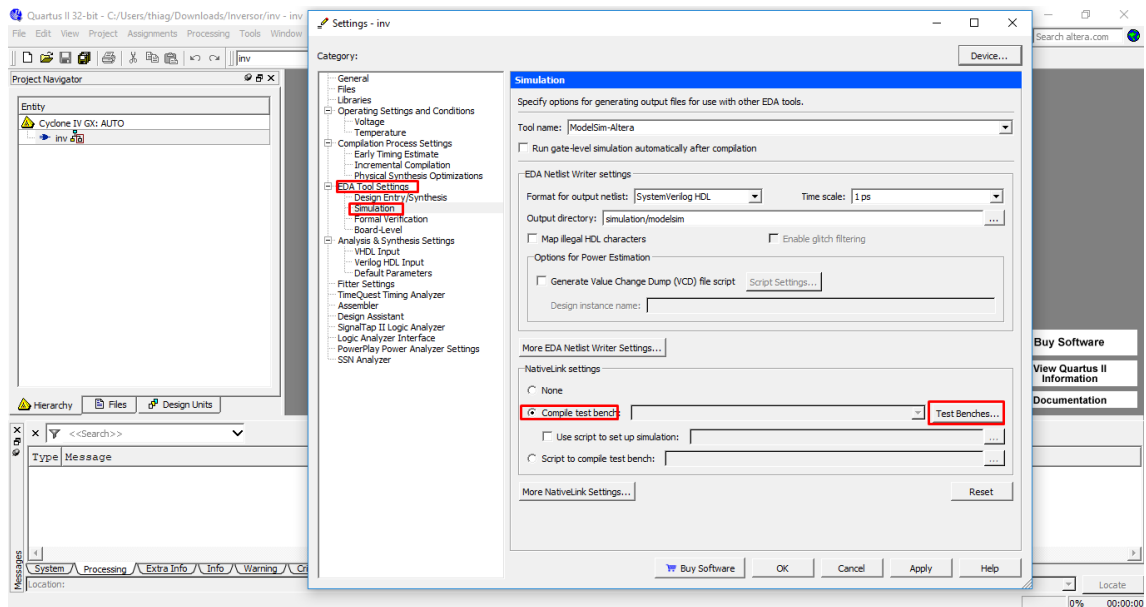 Quartus II 32-bit - C:/Users/thiag/Downloads/Inversor/inv - inv
File Edit View Project Assignments Processing Tools Window
Search altera.com
inv
Project Navigator
Entity
Cyclone IV GX: AUTO
inv
Hierarchy Files Design Units
Settings - inv
Category:
Device...
General
Files
Libraries
Operating Settings and Conditions
Voltage
Temperature
Compilation Process Settings
Early Timing Estimate
Incremental Compilation
Physical Synthesis Optimizations
EDA Tool Settings
Design Entry/Synthesis
Simulation
Formal Verification
Board-Level
Analysis & Synthesis Settings
VHDL Input
Verilog HDL Input
Default Parameters
Fitter Settings
TimeQuest Timing Analyzer
Assembler
Design Assistant
SignalTap II Logic Analyzer
Logic Analyzer Interface
PowerPlay Power Analyzer Settings
SSN Analyzer
Simulation
Specify options for generating output files for use with other EDA tools.
Tool name: ModelSim-Altera
Run gate-level simulation automatically after compilation
EDA Netlist Writer settings
Format for output netlist: SystemVerilog HDL Time scale: 1 ps
Output directory: simulation/modelsim ...
Map illegal HDL characters Enable glitch filtering
Options for Power Estimation
Generate Value Change Dump (VCD) file script Script Settings...
Design instance name:
More EDA Netlist Writer Settings...
NativeLink settings
None
Compile test bench: Test Benches...
Use script to set up simulation: ...
Script to compile test bench: ...
More NativeLink Settings... Reset
Buy Software OK Cancel Apply Help
Buy Software
View Quartus II
Information
Documentation
<<Search>>
Type Message
Messages
System Processing Extra Info Info Warning Cri
Location:
Locate
0% 00:00:00